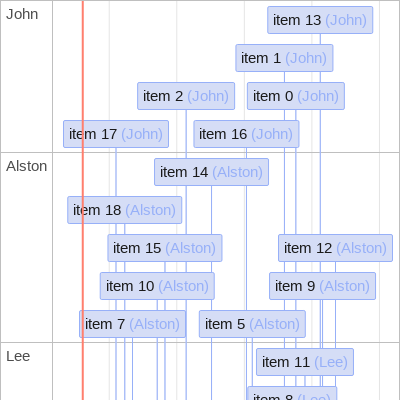 John
item 13 (John)
item 1 (John)
item 2 (John)
item 0 (John)
item 17 (John)
item 16 (John)
Alston
item 14 (Alston)
item 18 (Alston)
item 15 (Alston)
item 12 (Alston)
item 10 (Alston)
item 9 (Alston)
item 7 (Alston)
item 5 (Alston)
Lee
item 11 (Lee)
item 8 (Lee)